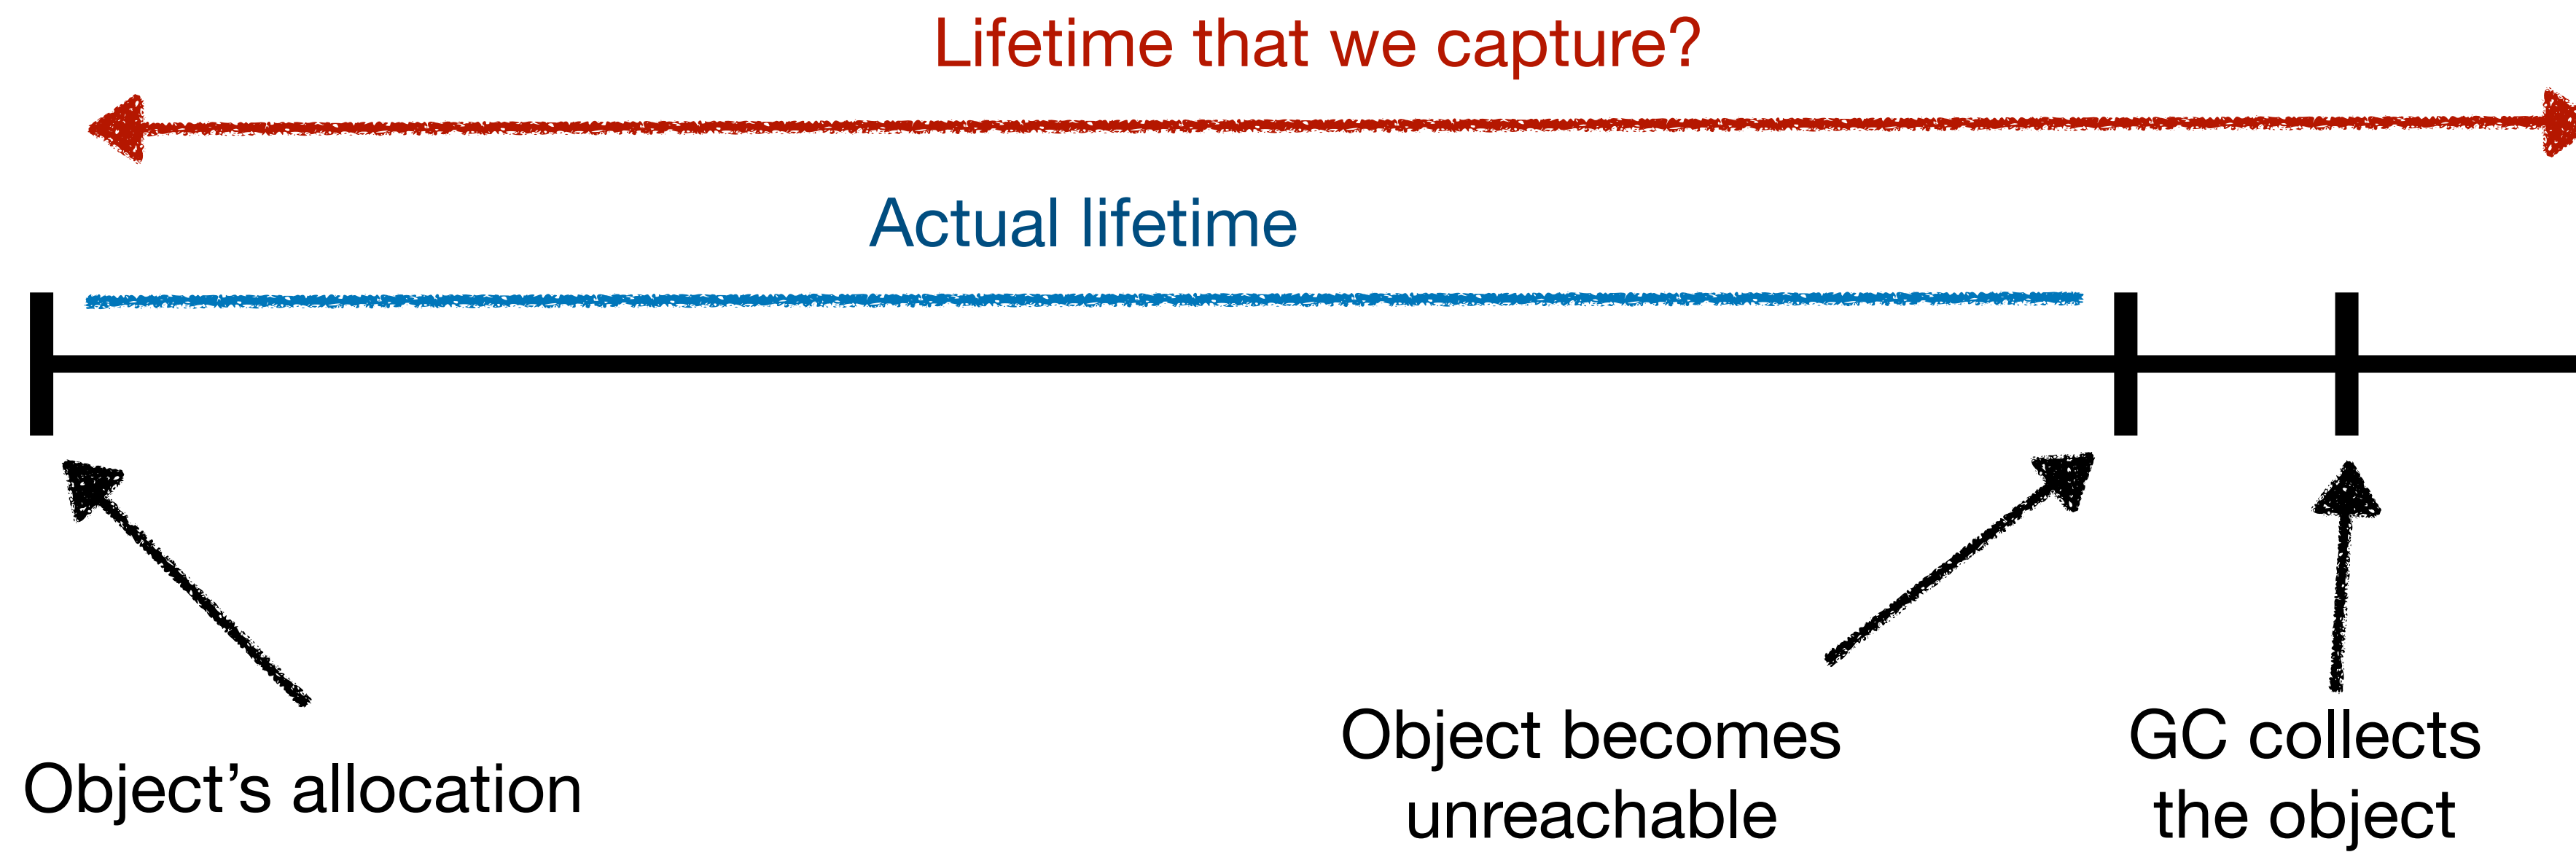 Lifetime that we capture?
Actual lifetime
Object’s allocation
Object becomes
unreachable
GC collects
the object